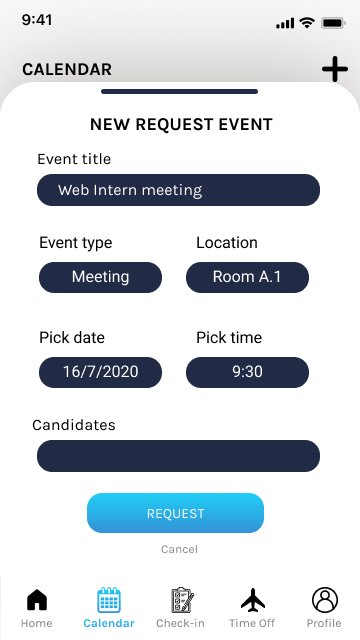 9:41
CALENDAR
NEW REQUEST EVENT
Event title
Web Intern meeting
Event type Location
Meeting Room A.1
Pick date Pick time
16/7/2020 9:30
Candidates
REQUEST
Cancel
Home Calendar Check-in Time Off Profile